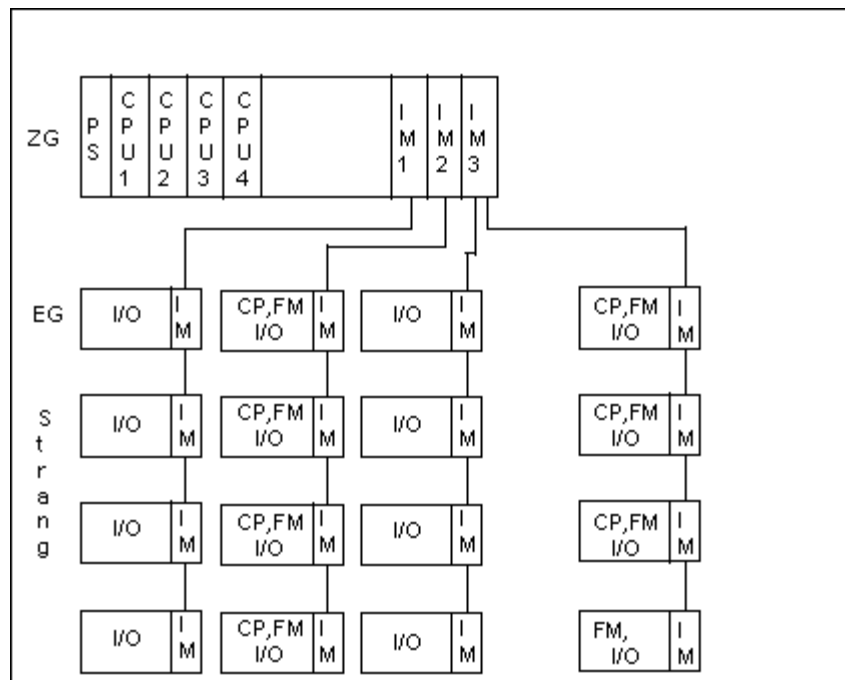 ZG
PS
CPU1
CPU2
CPU3
CPU4
IM1
IM2
IM3
EG
I/O
IM
CP,FM
I/O
IM
I/O
IM
CP,FM
I/O
IM
Strang
I/O
IM
CP,FM
I/O
IM
I/O
IM
CP,FM
I/O
IM
I/O
IM
CP,FM
I/O
IM
I/O
IM
CP,FM
I/O
IM
I/O
IM
CP,FM
I/O
IM
I/O
IM
FM,
I/O
IM